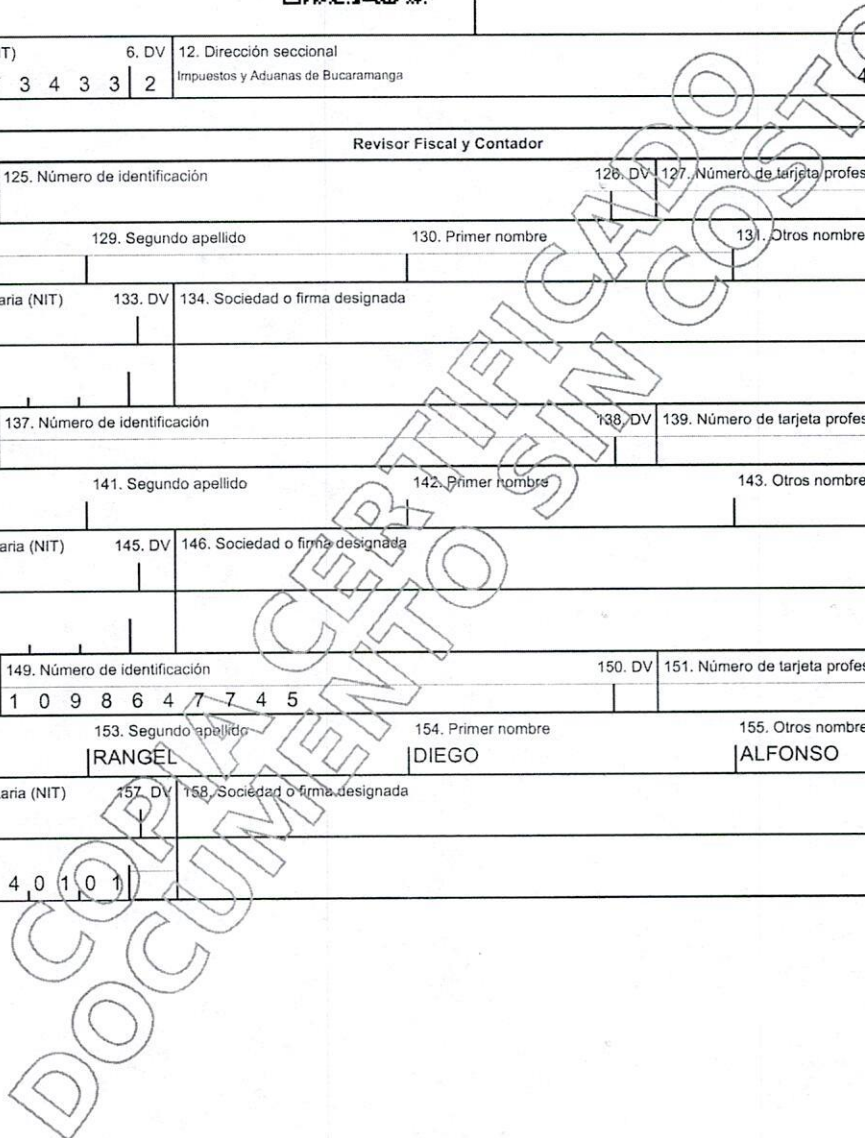 T) 6. DV 12. Dirección seccional
3 4 3 3 2 Impuestos y Aduanas de Bucaramanga 4
Revisor Fiscal y Contador
125. Número de identificación 126. DV 127. Número de tarjeta profes
129. Segundo apellido 130. Primer nombre 131. Otros nombre
aria (NIT) 133. DV 134. Sociedad o firma designada
137. Número de identificación 138. DV 139. Número de tarjeta profes
141. Segundo apellido 142. Primer nombre 143. Otros nombre
aria (NIT) 145. DV 146. Sociedad o firma designada
149. Número de identificación 150. DV 151. Número de tarjeta profes
1 0 9 8 6 4 7 7 4 5
153. Segundo apellido 154. Primer nombre 155. Otros nombre
RANGEL DIEGO ALFONSO
aria (NIT) 157. DV 158. Sociedad o firma designada
4 0 1 0 1
COPIA CERTIFICADO
DOCUMENTO SIN COSTO